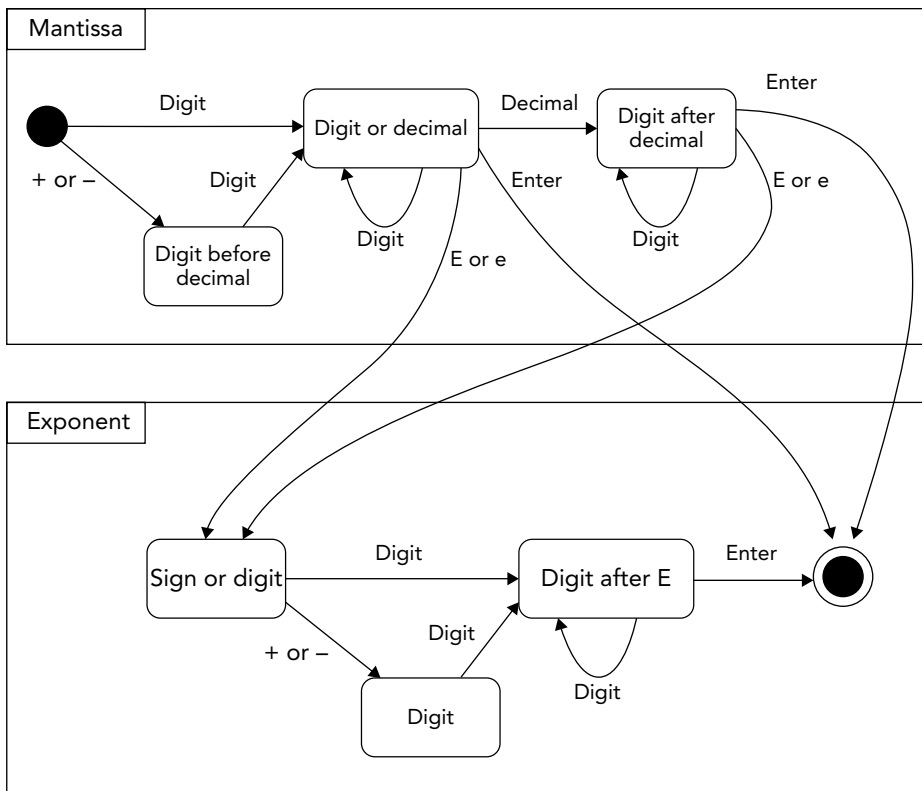 Mantissa
Enter
Digit
Decimal
Digit or decimal
Digit after
decimal
+ or –
Digit
Enter
E or e
Digit
Digit
Digit before
decimal
E or e
Exponent
Sign or digit
Digit
Digit after E
Enter
+ or –
Digit
Digit
Digit